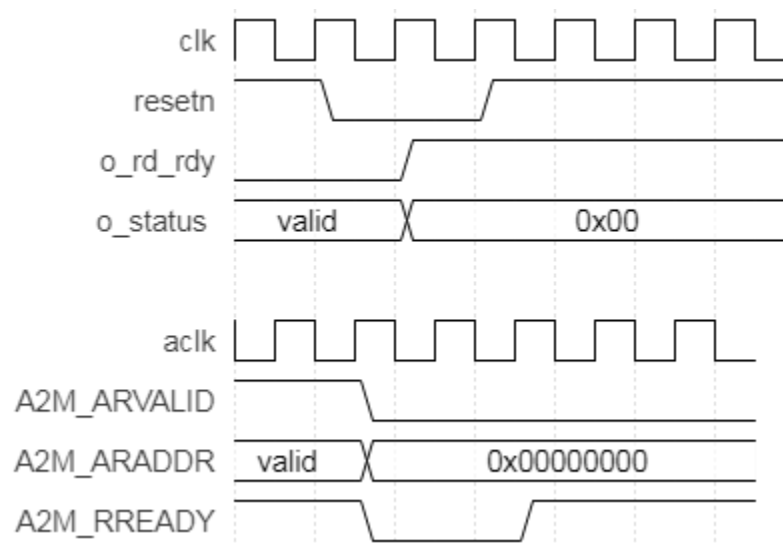 clk
resetn
o_rd_rdy
o_status valid 0x00
aclk
A2M_ARVALID
A2M_ARADDR valid 0x00000000
A2M_RREADY